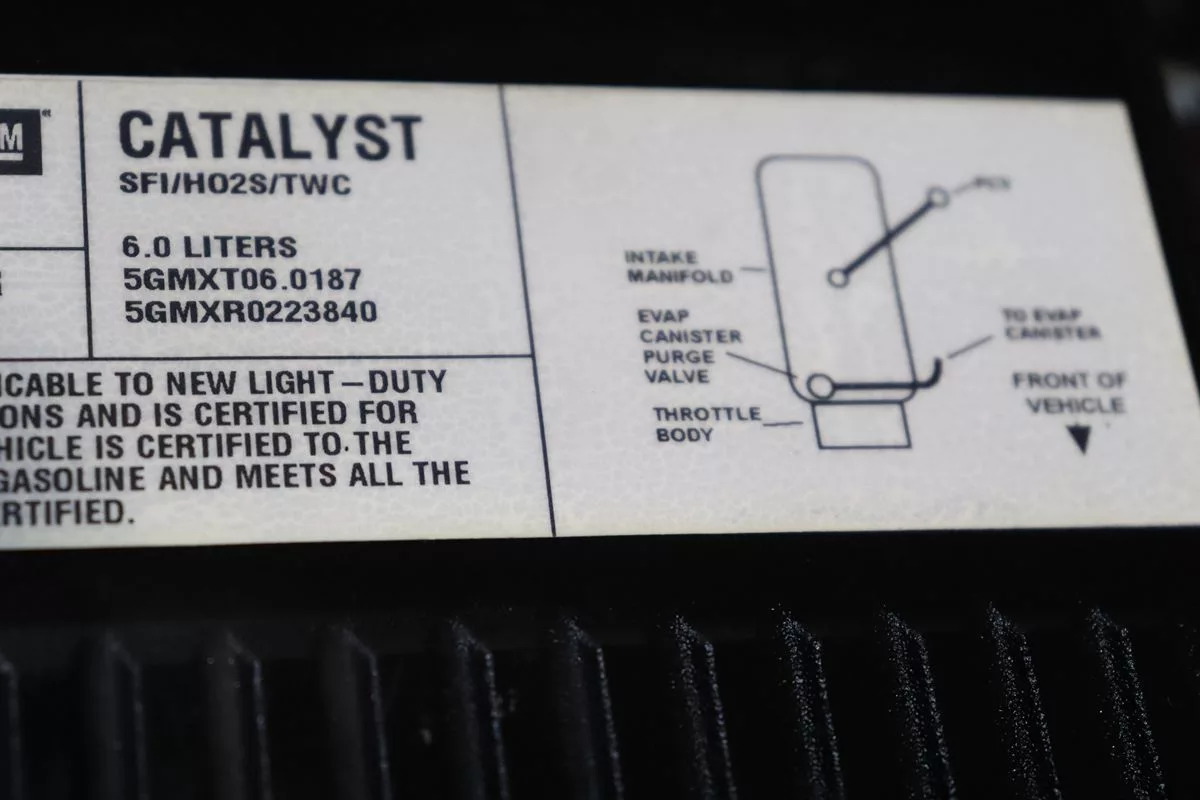 M
CATALYST
SFI/HO2S/TWC
6.0 LITERS
5GMXT06.0187
5GMXR0223840
ICABLE TO NEW LIGHT–DUTY
ONS AND IS CERTIFIED FOR
HICLE IS CERTIFIED TO THE
GASOLINE AND MEETS ALL THE
RTIFIED.
INTAKE
MANIFOLD
EVAP
CANISTER
PURGE
VALVE
THROTTLE
BODY
TO EVAP
CANISTER
FRONT OF
VEHICLE